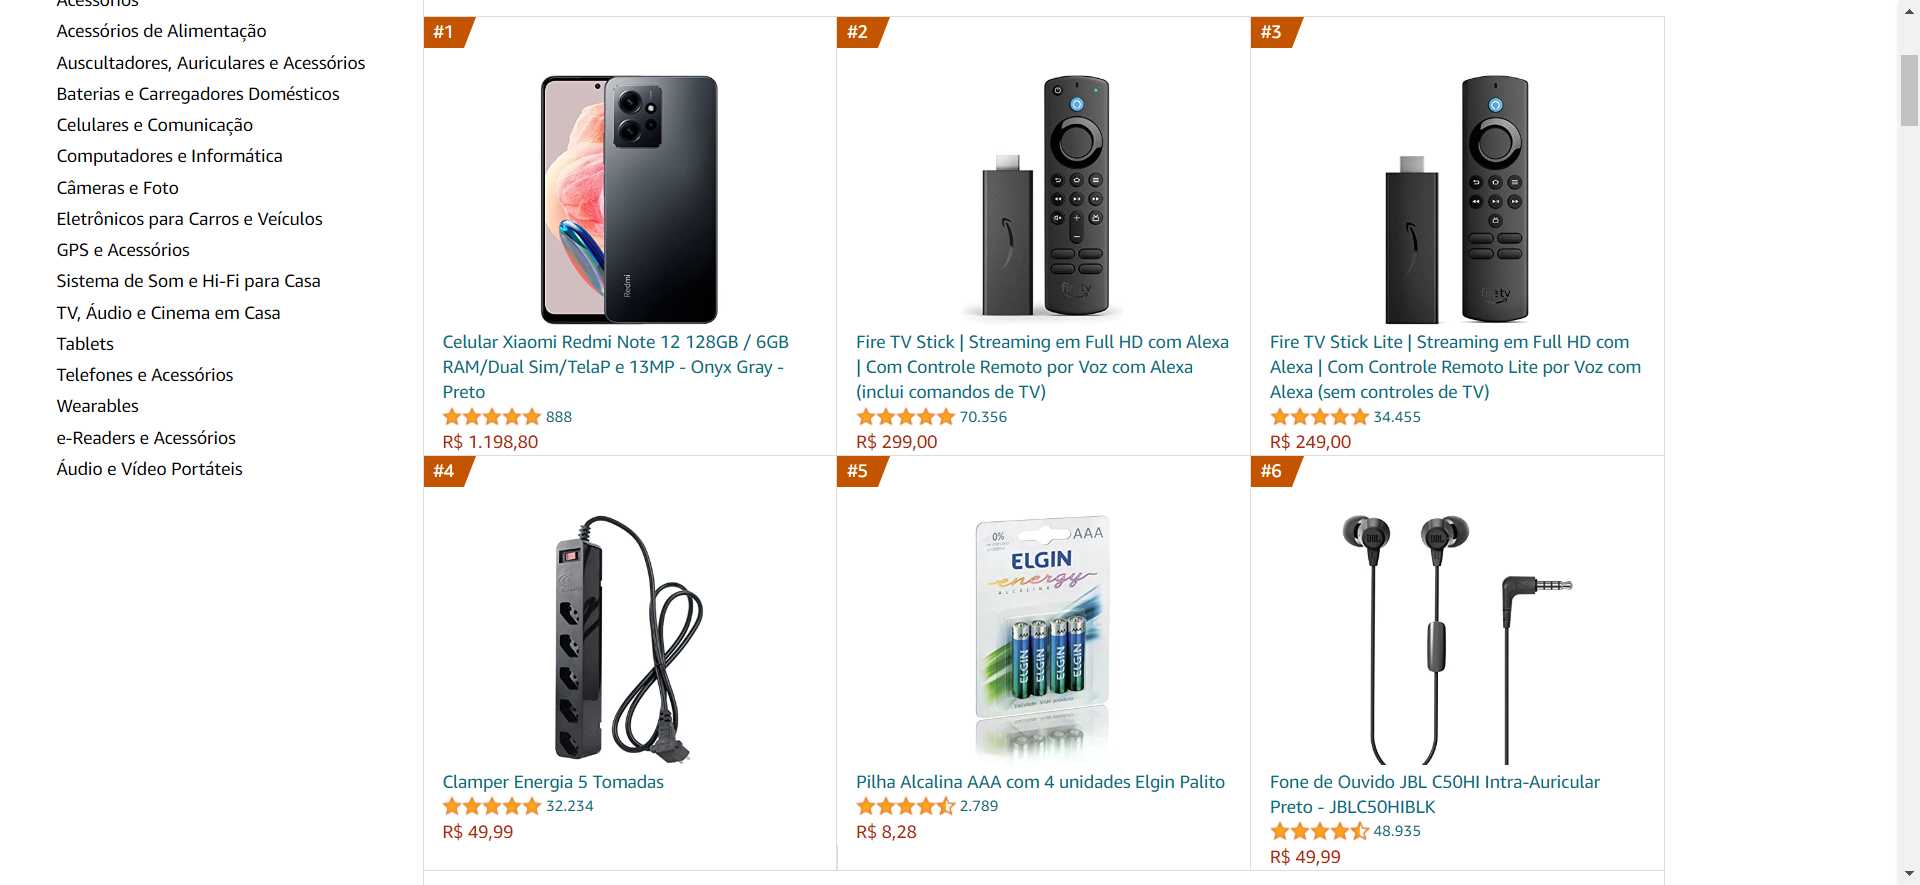 Acessórios
Acessórios de Alimentação
Auscultadores, Auriculares e Acessórios
Baterias e Carregadores Domésticos
Celulares e Comunicação
Computadores e Informática
Câmeras e Foto
Eletrônicos para Carros e Veículos
GPS e Acessórios
Sistema de Som e Hi-Fi para Casa
TV, Áudio e Cinema em Casa
Tablets
Telefones e Acessórios
Wearables
e-Readers e Acessórios
Áudio e Vídeo Portáteis
#1
Redmi
Celular Xiaomi Redmi Note 12 128GB / 6GB
RAM/Dual Sim/TelaP e 13MP - Onyx Gray -
Preto
888
R$ 1.198,80
#2
fire tv
Fire TV Stick | Streaming em Full HD com Alexa
| Com Controle Remoto por Voz com Alexa
(inclui comandos de TV)
70.356
R$ 299,00
#3
fire tv
Fire TV Stick Lite | Streaming em Full HD com
Alexa | Com Controle Remoto Lite por Voz com
Alexa (sem controles de TV)
34.455
R$ 249,00
#4
Clamper Energia 5 Tomadas
32.234
R$ 49,99
#5
0%
AAA
ELGIN
energy
ALCALINA
AAA AAA AAA AAA
ELGIN ELGIN ELGIN ELGIN
Pilha Alcalina AAA com 4 unidades Elgin Palito
2.789
R$ 8,28
#6
JBL JBL
Fone de Ouvido JBL C50HI Intra-Auricular
Preto - JBLC50HIBLK
48.935
R$ 49,99